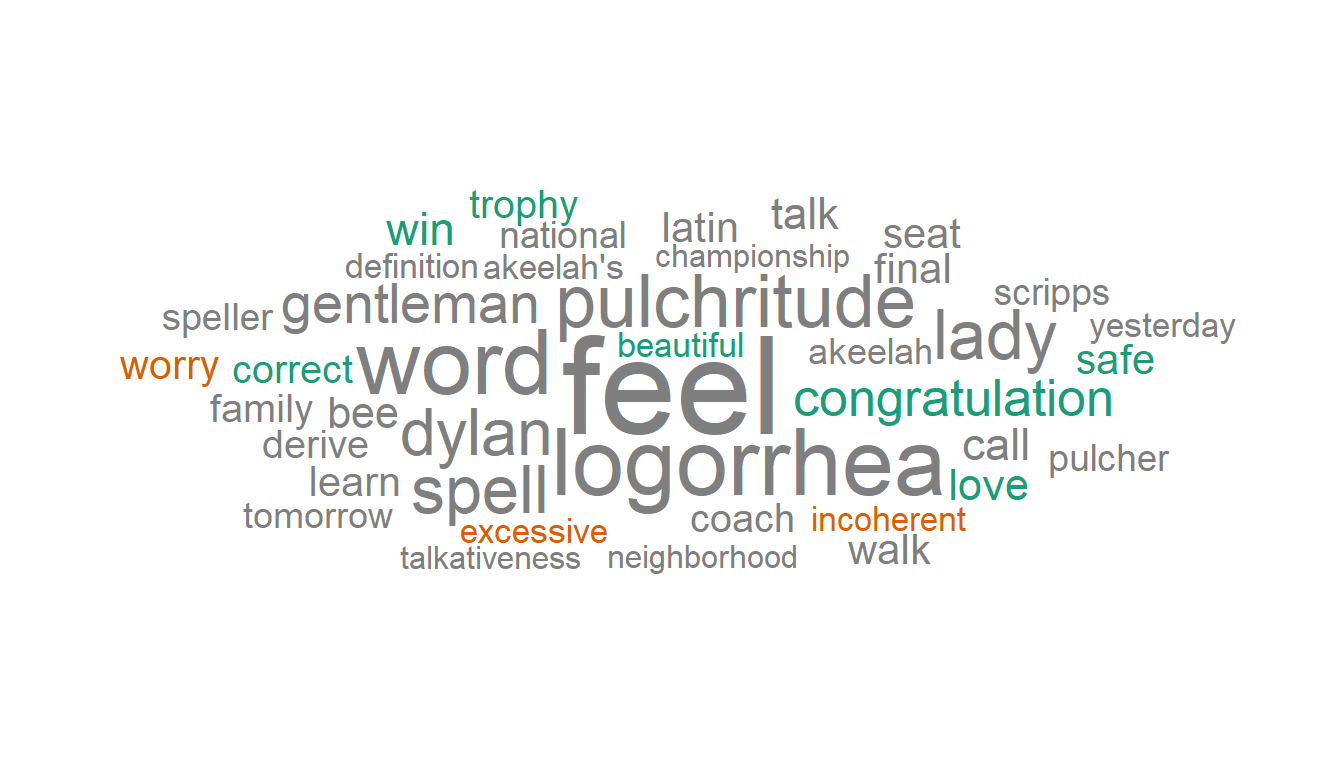 trophy
win national latin talk seat
definition akeelah's championship final
speller gentleman pulchritude scripps
lady yesterday
worry correct word feel beautiful akeelah safe
family bee congratulation
derive dylan call pulcher
learn spell logorrhea love
tomorrow excessive coach incoherent
talkativeness neighborhood walk